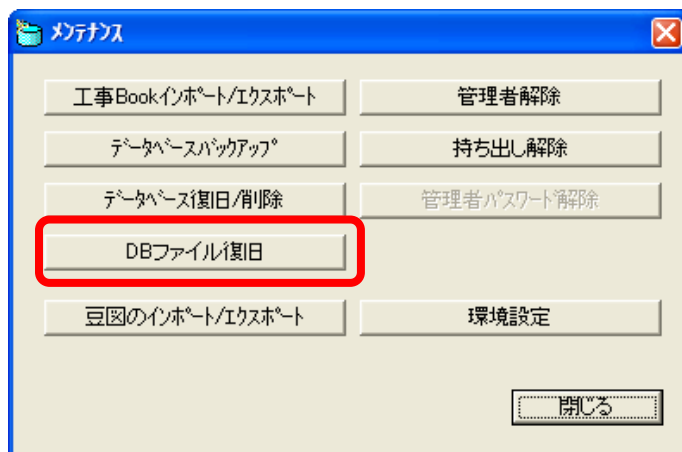 ﾒﾝﾃﾅﾝｽ
工事Bookｲﾝﾎﾟｰﾄ/ｴｸｽﾎﾟｰﾄ
管理者解除
ﾃﾞｰﾀﾍﾞｰｽﾊﾞｯｸｱｯﾌﾟ
持ち出し解除
ﾃﾞｰﾀﾍﾞｰｽ復旧/削除
管理者ﾊﾟｽﾜｰﾄﾞ解除
DBファイル復旧
豆図のｲﾝﾎﾟｰﾄ/ｴｸｽﾎﾟｰﾄ
環境設定
閉じる